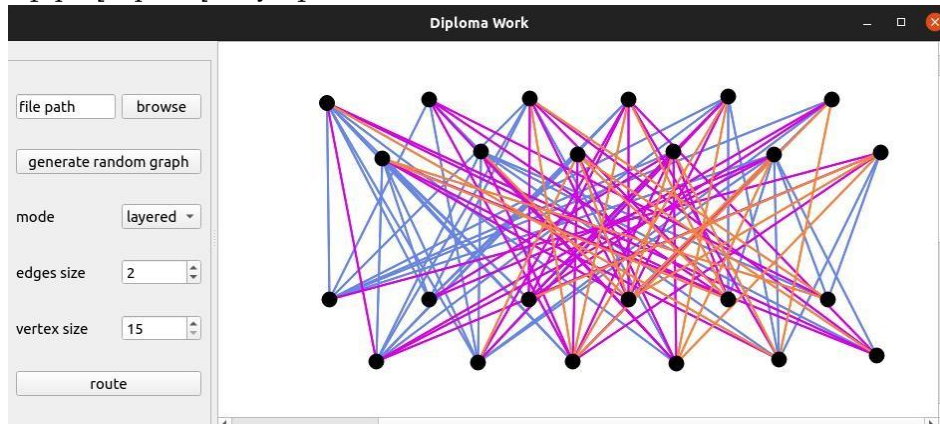 Diploma Work
file path browse
generate random graph
mode layered
edges size 2
vertex size 15
route